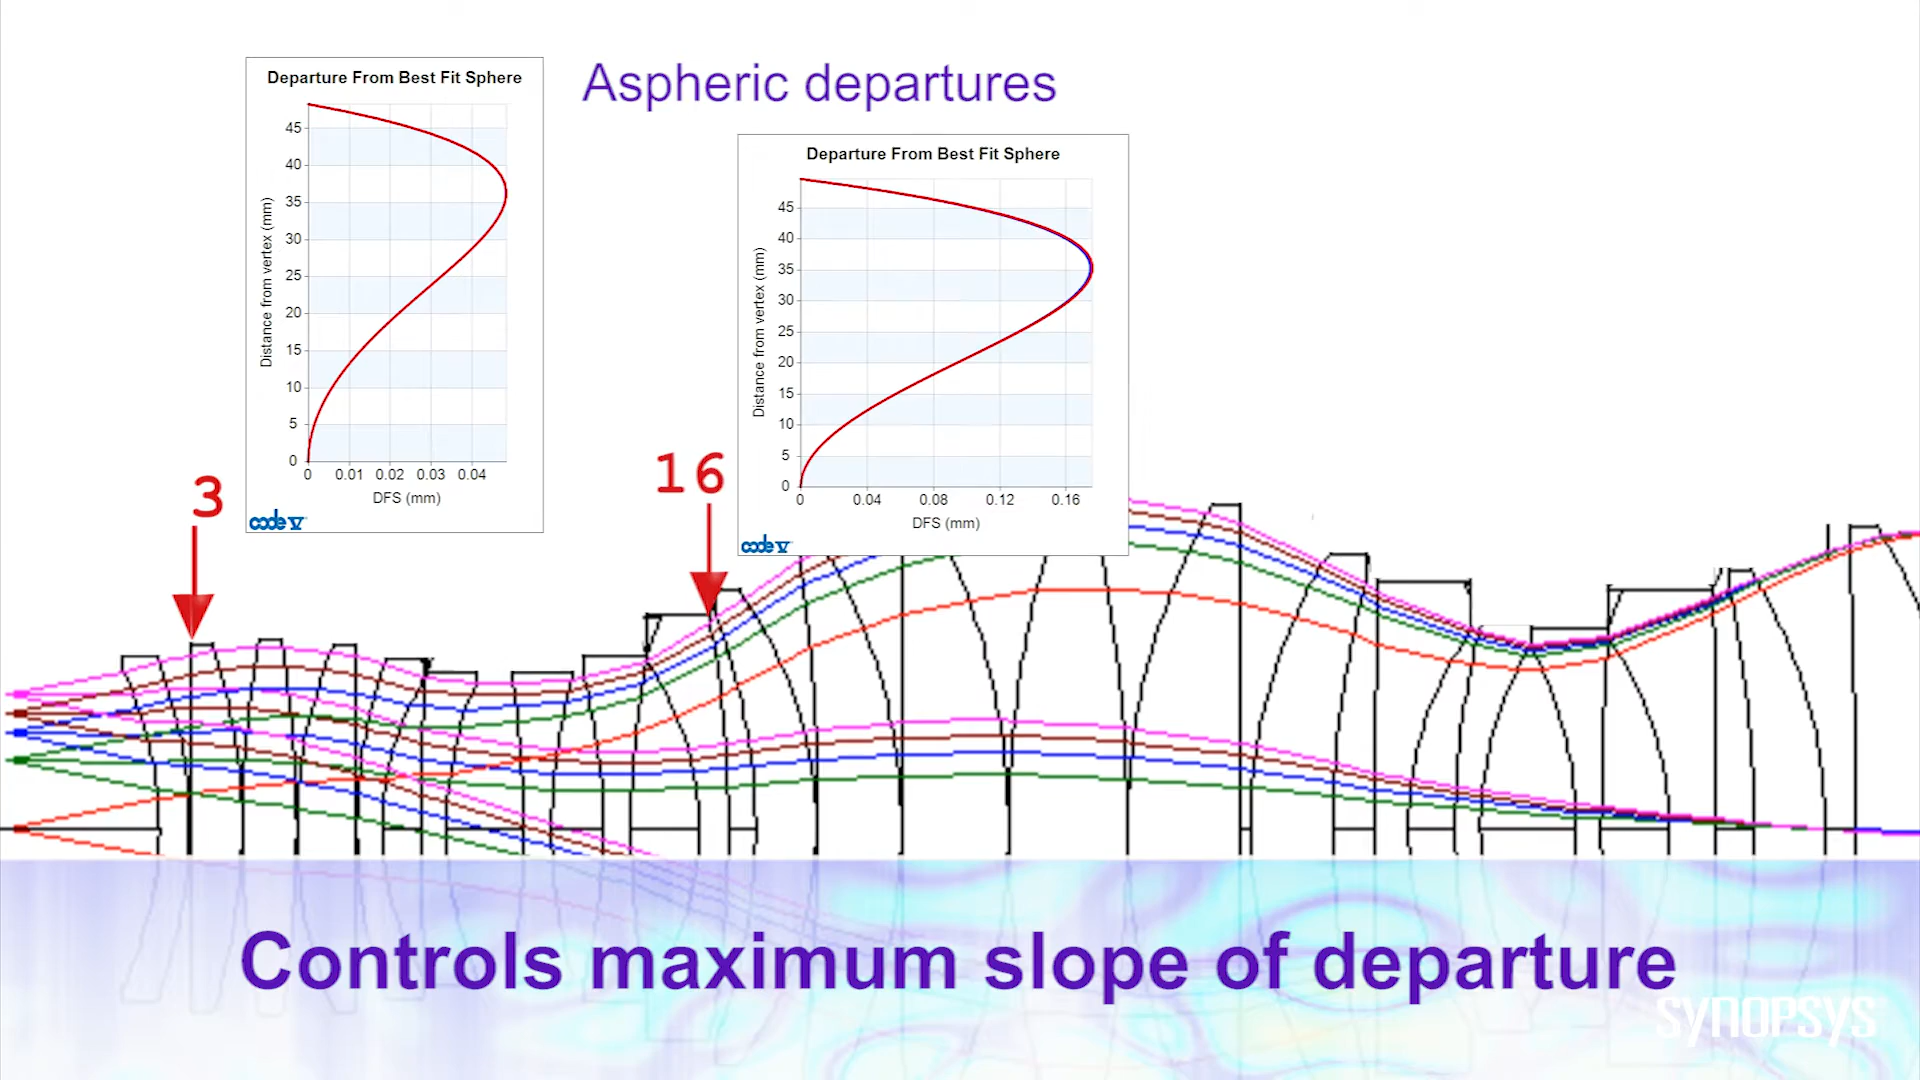 Departure From Best Fit Sphere
Aspheric departures
45
40
35
30
25
20
15
10
5
0
Distance from vertex (mm)
0 0.01 0.02 0.03 0.04
DFS (mm)
code V
Departure From Best Fit Sphere
45
40
35
30
25
20
15
10
5
0
Distance from vertex (mm)
0 0.04 0.08 0.12 0.16
DFS (mm)
code V
3
16
Controls maximum slope of departure
SYNOPSYS